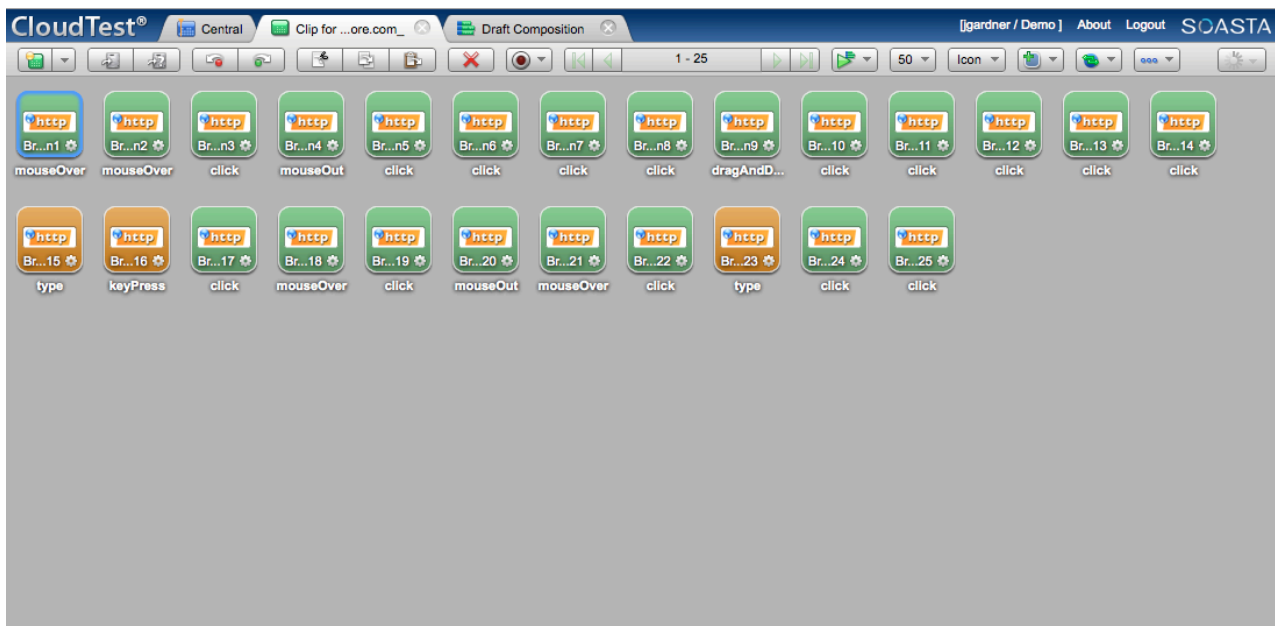 CloudTest® Central Clip for ...ore.com_ Draft Composition [jgardner / Demo ] About Logout SOASTA
1 - 25 50 Icon
http http http http http http http http http http http http http http
Br...n1 Br...n2 Br...n3 Br...n4 Br...n5 Br...n6 Br...n7 Br...n8 Br...n9 Br...10 Br...11 Br...12 Br...13 Br...14
mouseOver mouseOver click mouseOut click click click click dragAndD... click click click click click
http http http http http http http http http http http
Br...15 Br...16 Br...17 Br...18 Br...19 Br...20 Br...21 Br...22 Br...23 Br...24 Br...25
type keyPress click mouseOver click mouseOut mouseOver click type click click